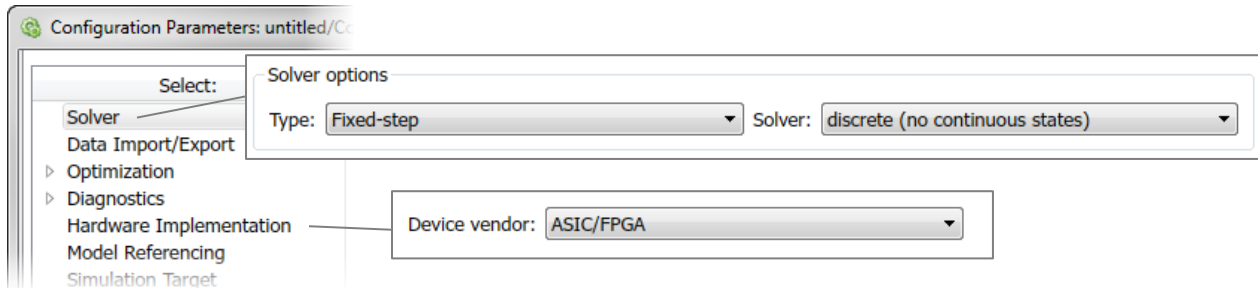 Configuration Parameters: untitled/Co
Select:
Solver
Data Import/Export
Optimization
Diagnostics
Hardware Implementation
Model Referencing
Simulation Target
Solver options
Type: Fixed-step Solver: discrete (no continuous states)
Device vendor: ASIC/FPGA